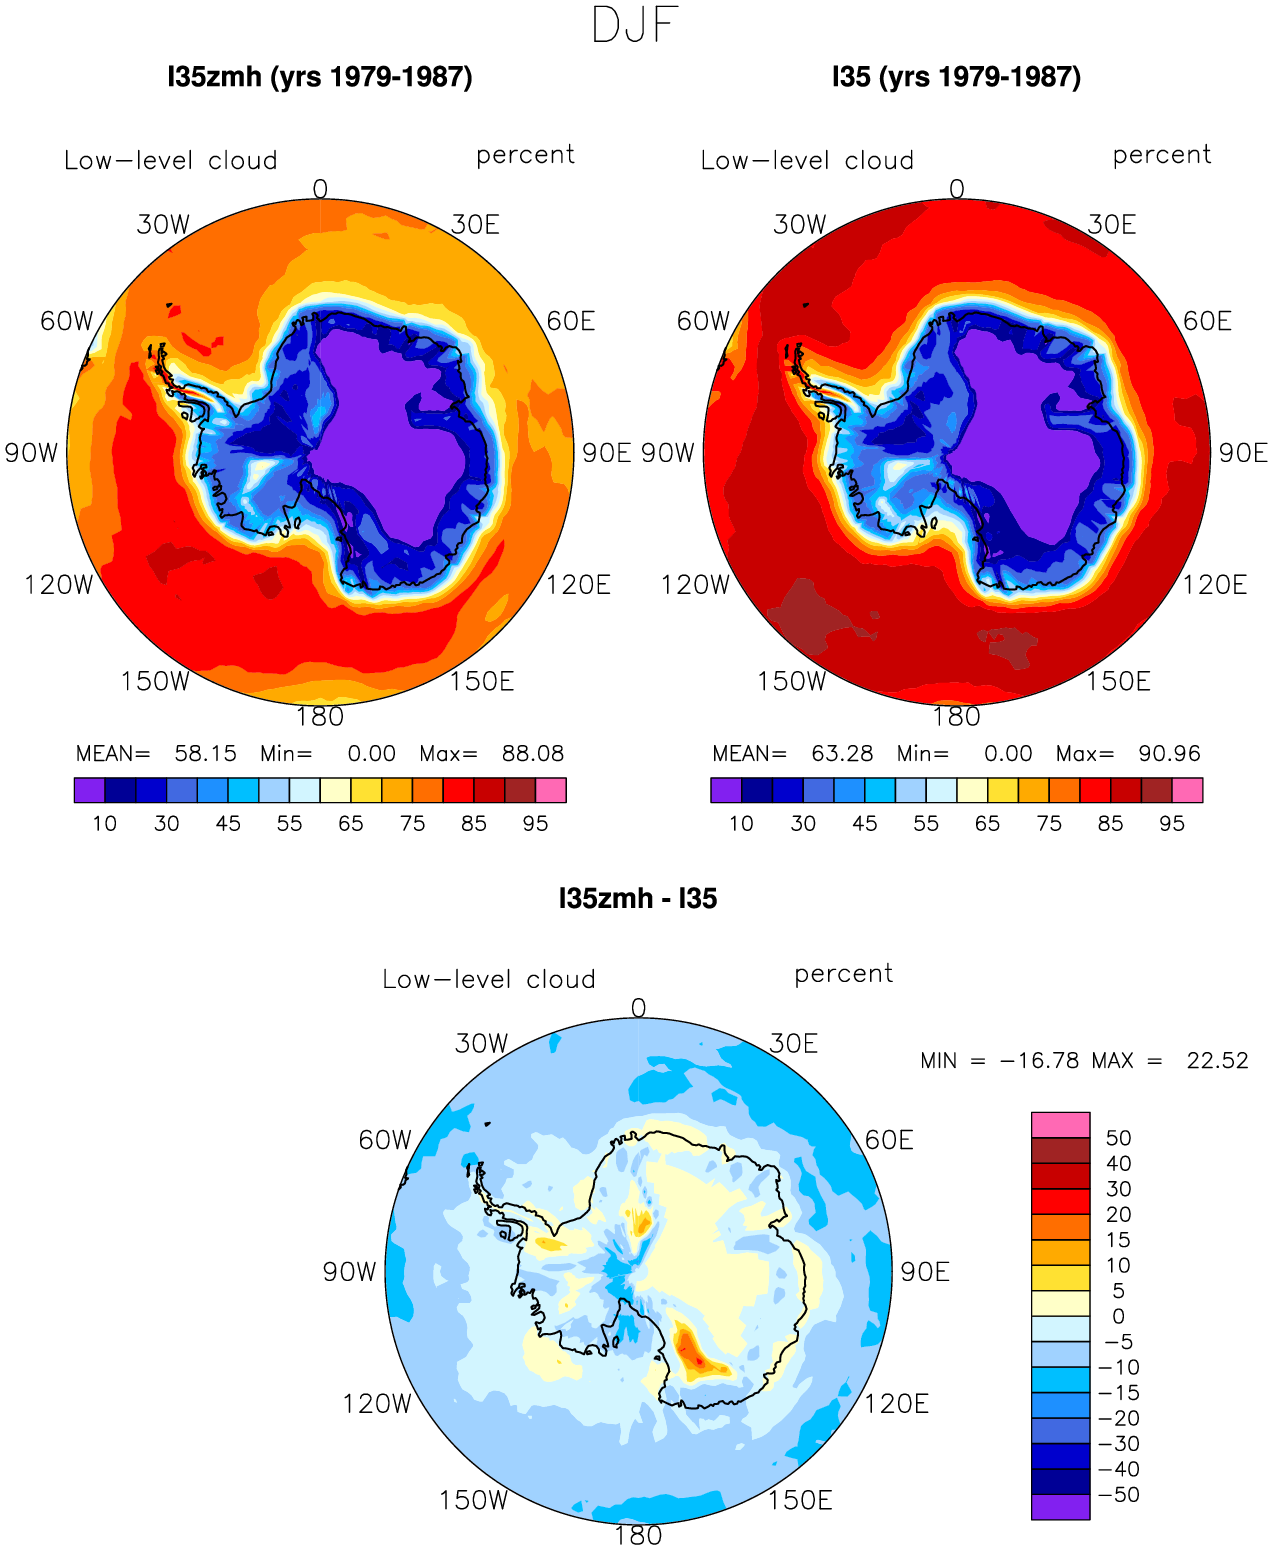 DJF
I35zmh (yrs 1979-1987)
I35 (yrs 1979-1987)
Low-level cloud percent
Low-level cloud percent
0
30W 30E
60W 60E
90W 90E
120W 120E
150W 150E
180
0
30W 30E
60W 60E
90W 90E
120W 120E
150W 150E
180
MEAN= 58.15 Min= 0.00 Max= 88.08
10 30 45 55 65 75 85 95
MEAN= 63.28 Min= 0.00 Max= 90.96
10 30 45 55 65 75 85 95
I35zmh - I35
Low-level cloud percent
0
30W 30E
60W 60E
90W 90E
120W 120E
150W 150E
180
MIN = -16.78 MAX = 22.52
50
40
30
20
15
10
5
0
-5
-10
-15
-20
-30
-40
-50